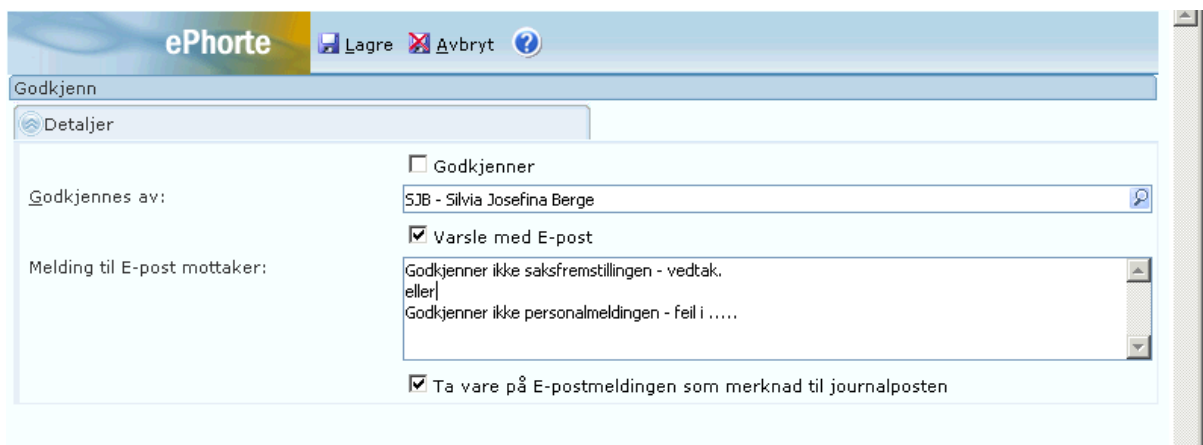 ePhorte Lagre Avbryt ?
Godkjenn
Detaljer
Godkjenner
Godkjennes av: SJB - Silvia Josefina Berge
Varsle med E-post
Melding til E-post mottaker: Godkjenner ikke saksfremstillingen - vedtak.
eller
Godkjenner ikke personalmeldingen - feil i .....
Ta vare på E-postmeldingen som merknad til journalposten